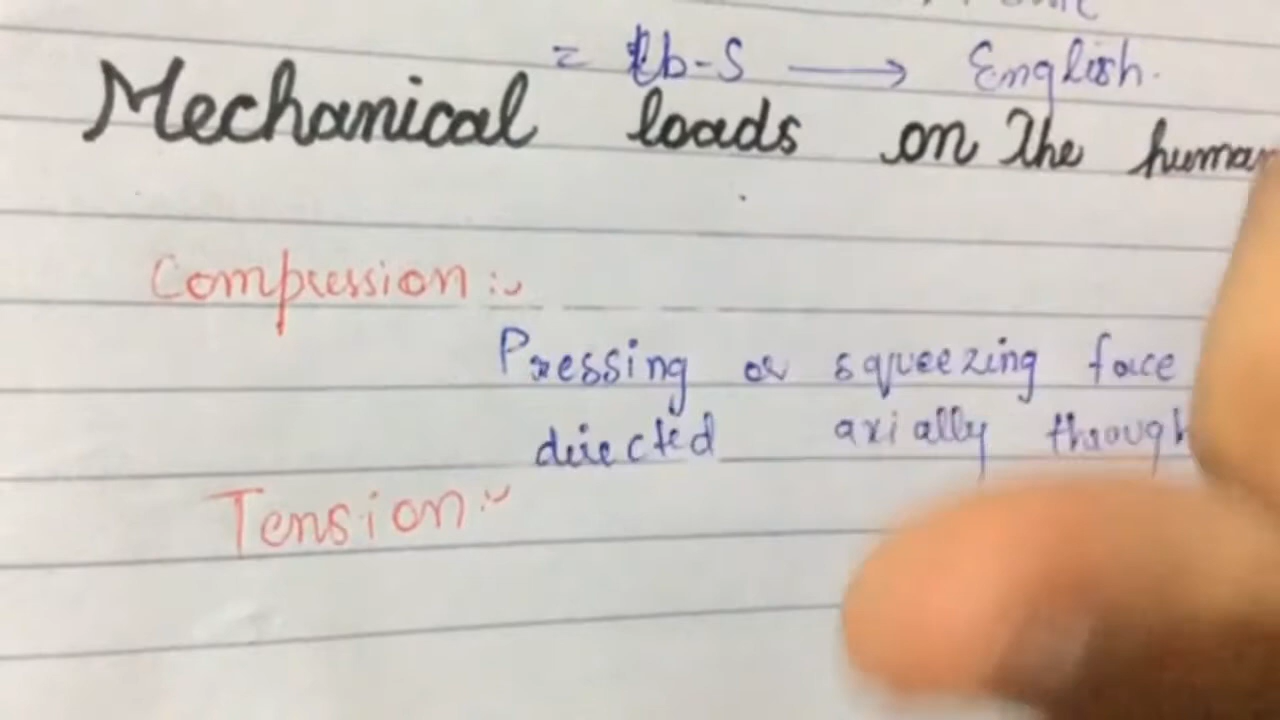 = lb-s ⟶ English.
Mechanical loads on the human
Compression:-
Pressing or squeezing force
directed axially through
Tension:-